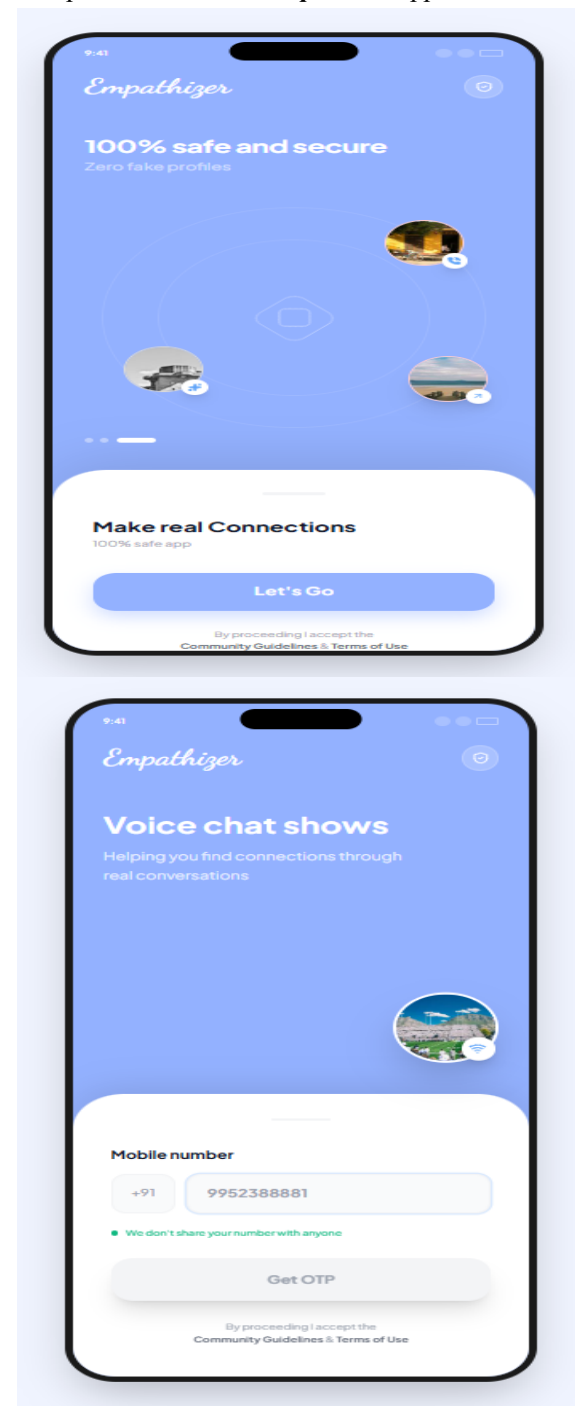 9:41
Empathizer
100% safe and secure
Zero fake profiles
Make real Connections
100% safe app
Let's Go
By proceeding I accept the
Community Guidelines & Terms of Use
9:41
Empathizer
Voice chat shows
Helping you find connections through
real conversations
Mobile number
+91 9952388881
We don't share your number with anyone
Get OTP
By proceeding I accept the
Community Guidelines & Terms of Use